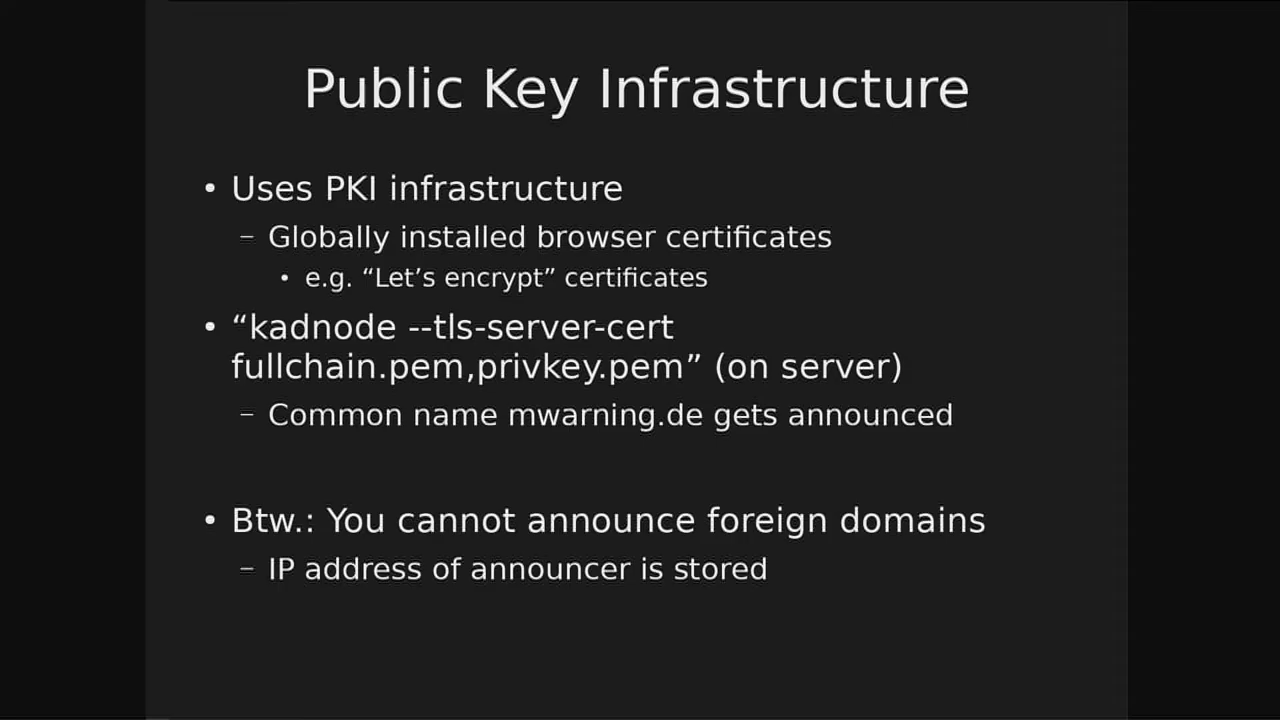 Public Key Infrastructure
• Uses PKI infrastructure
– Globally installed browser certificates
• e.g. “Let’s encrypt” certificates
• “kadnode --tls-server-cert
fullchain.pem,privkey.pem” (on server)
– Common name mwarning.de gets announced
• Btw.: You cannot announce foreign domains
– IP address of announcer is stored